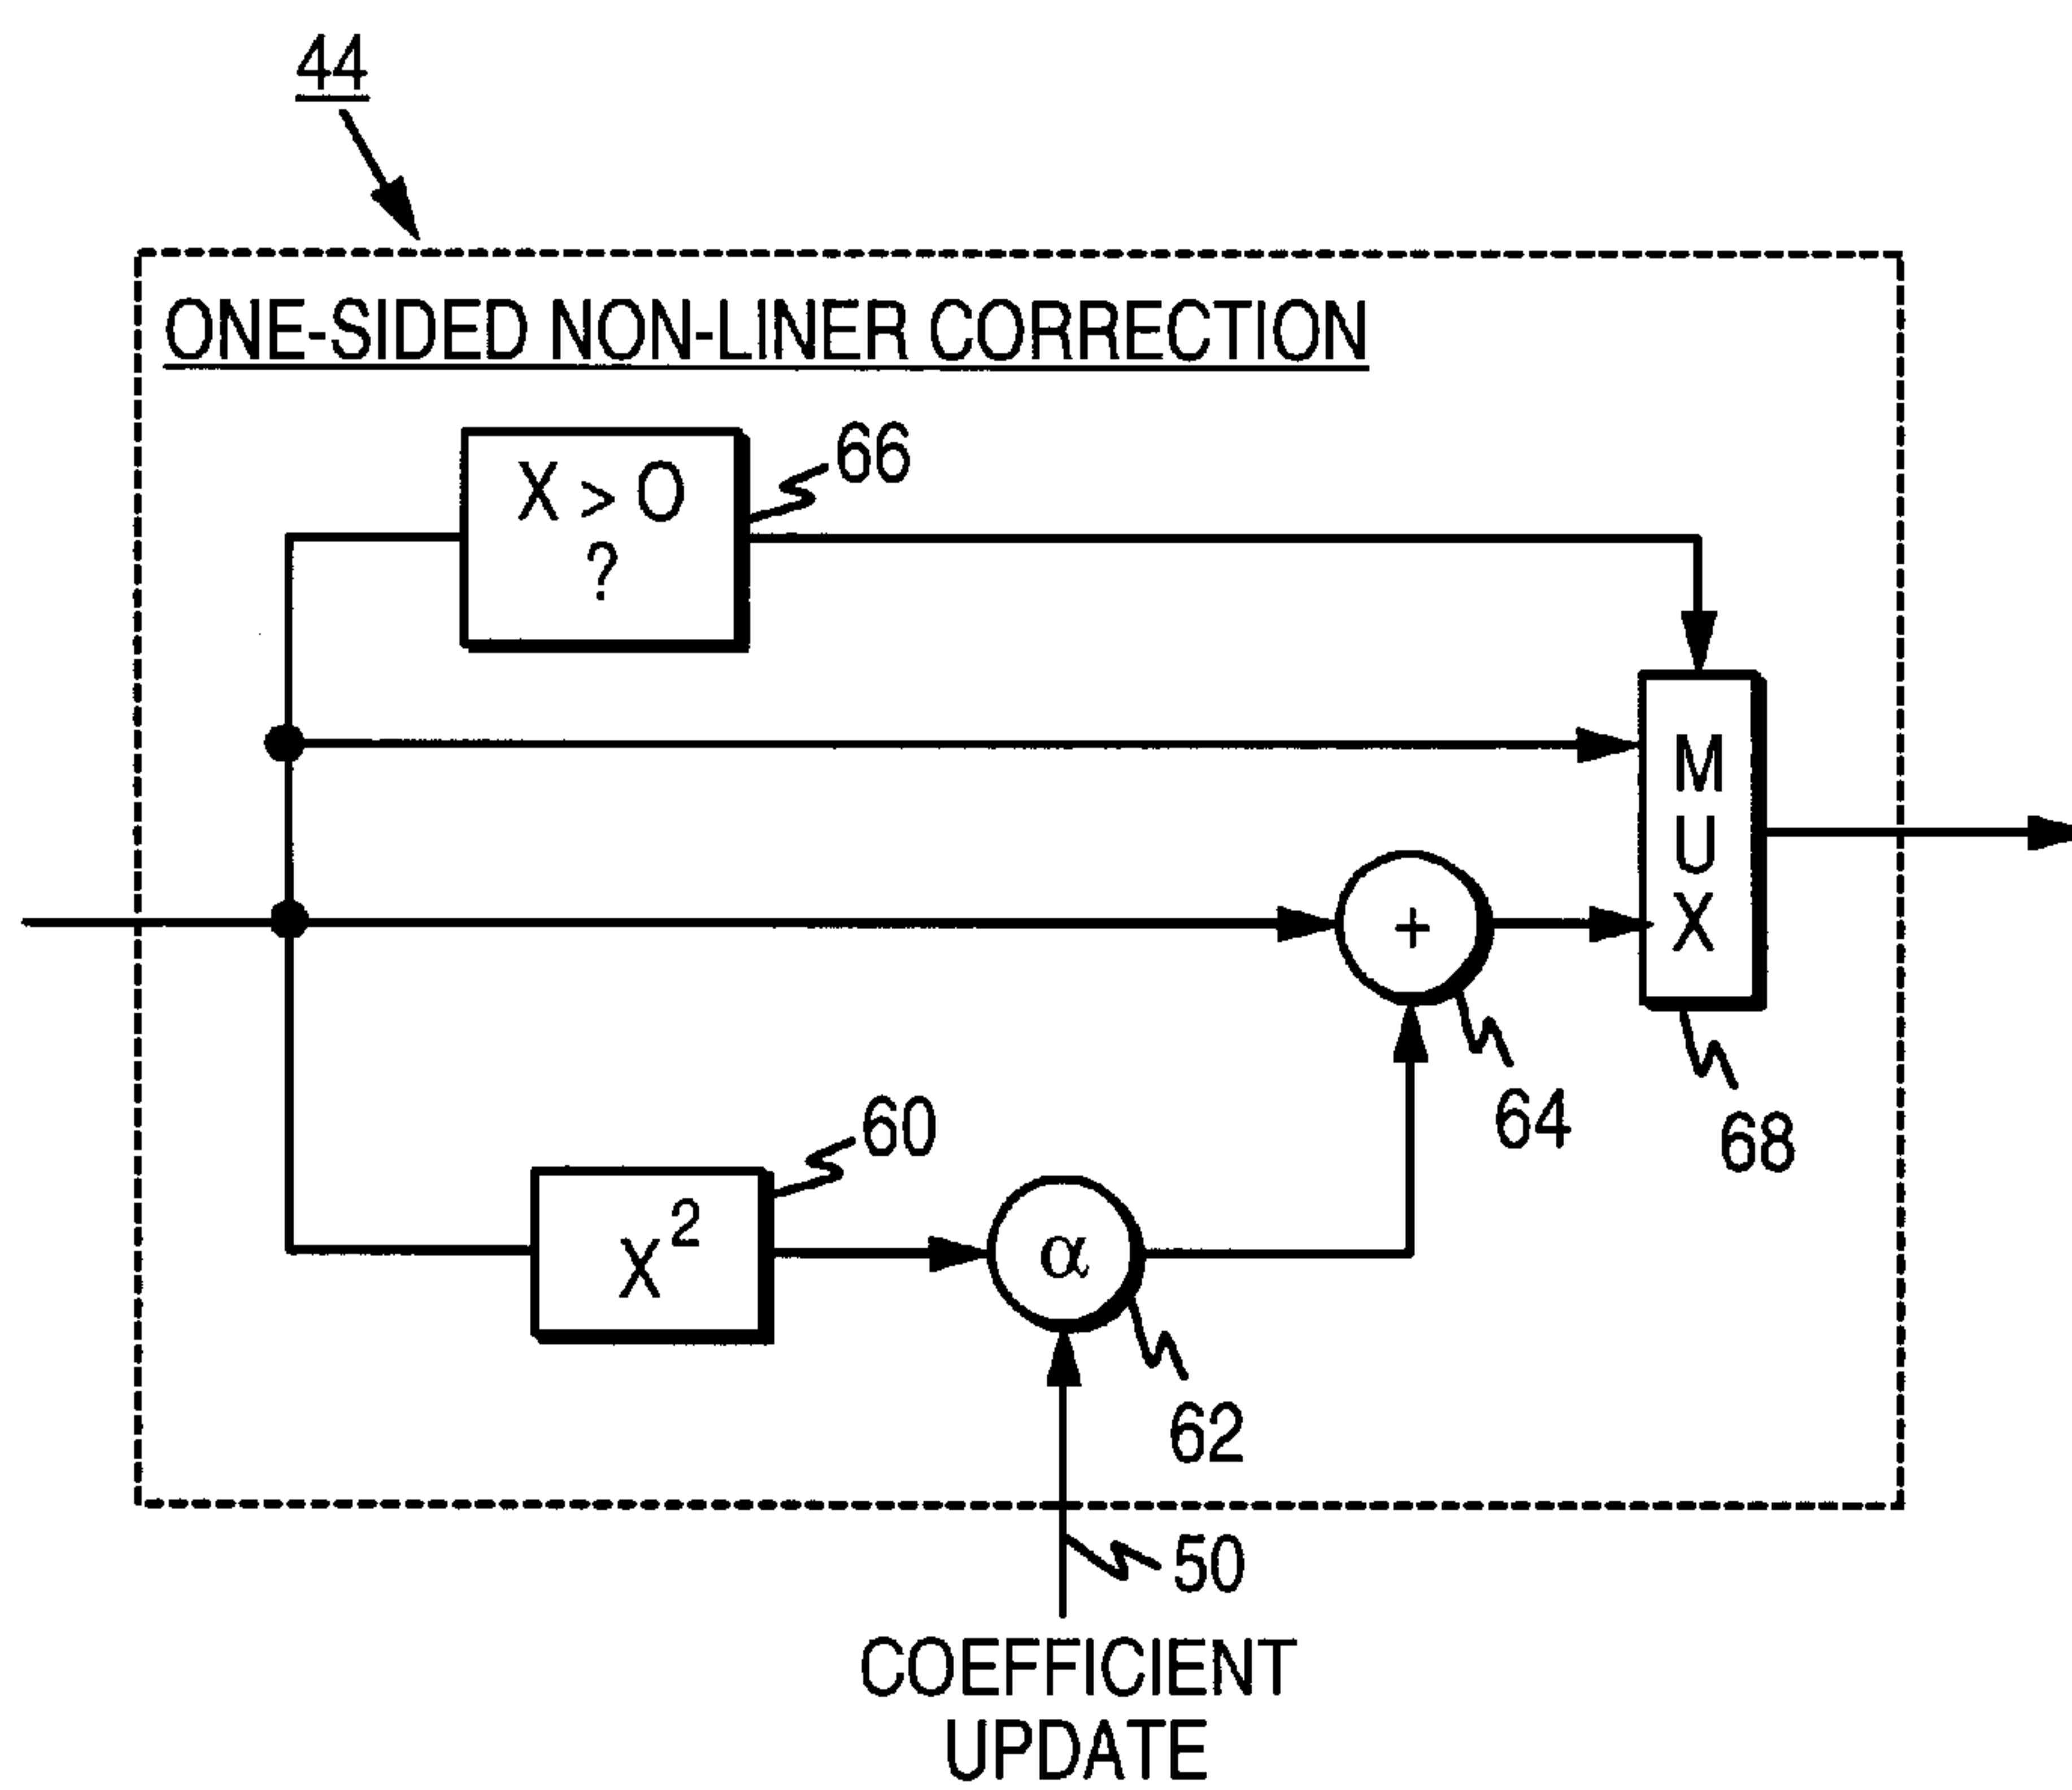 44
ONE-SIDED NON-LINER CORRECTION
X > O
?
66
M
U
X
+
64
68
60
X²
α
62
50
COEFFICIENT
UPDATE